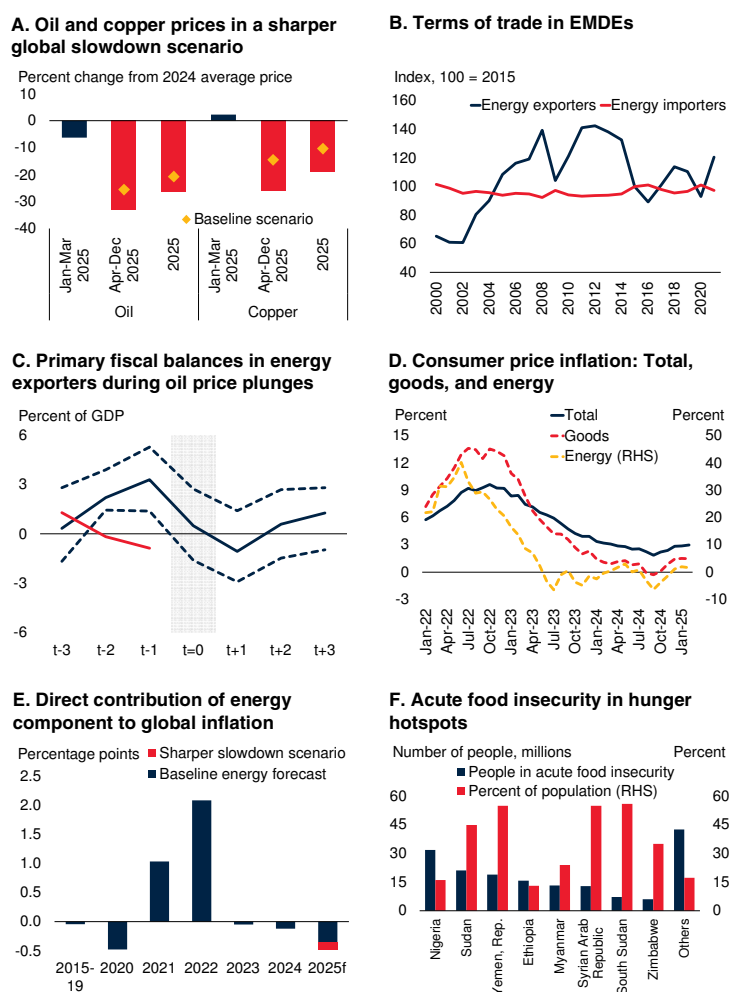 A. Oil and copper prices in a sharper
global slowdown scenario
Percent change from 2024 average price
10
0
-10
-20
-30
-40
Baseline scenario
Jan-Mar
2025
Apr-Dec
2025
2025
Jan-Mar
2025
Apr-Dec
2025
2025
Oil
Copper
B. Terms of trade in EMDEs
Index, 100 = 2015
160
140
120
100
80
60
40
Energy exporters
Energy importers
2000
2002
2004
2006
2008
2010
2012
2014
2016
2018
2020
C. Primary fiscal balances in energy
exporters during oil price plunges
Percent of GDP
6
3
0
-3
-6
t-3
t-2
t-1
t=0
t+1
t+2
t+3
D. Consumer price inflation: Total,
goods, and energy
Percent
Percent
Total
Goods
Energy (RHS)
15
12
9
6
3
0
-3
50
40
30
20
10
0
-10
Jan-22
Apr-22
Jul-22
Oct-22
Jan-23
Apr-23
Jul-23
Oct-23
Jan-24
Apr-24
Jul-24
Oct-24
Jan-25
E. Direct contribution of energy
component to global inflation
Percentage points
Sharper slowdown scenario
Baseline energy forecast
2.5
2.0
1.5
1.0
0.5
0.0
-0.5
2015-
19
2020
2021
2022
2023
2024
2025f
F. Acute food insecurity in hunger
hotspots
Number of people, millions
Percent
People in acute food insecurity
Percent of population (RHS)
60
45
30
15
0
60
45
30
15
0
Nigeria
Sudan
Yemen, Rep.
Ethiopia
Myanmar
Syrian Arab
Republic
South Sudan
Zimbabwe
Others